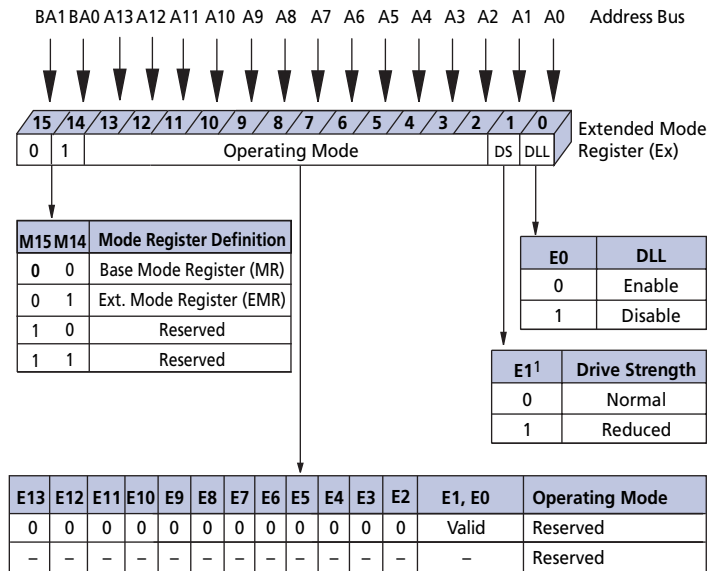 BA1 BA0 A13 A12 A11 A10 A9 A8 A7 A6 A5 A4 A3 A2 A1 A0 Address Bus
15 14 13 12 11 10 9 8 7 6 5 4 3 2 1 0
Extended Mode
Register (Ex)
0 1 Operating Mode DS DLL
M15 M14 Mode Register Definition
0 0 Base Mode Register (MR)
0 1 Ext. Mode Register (EMR)
1 0 Reserved
1 1 Reserved
E0 DLL
0 Enable
1 Disable
E1¹ Drive Strength
0 Normal
1 Reduced
E13 E12 E11 E10 E9 E8 E7 E6 E5 E4 E3 E2 E1, E0 Operating Mode
0 0 0 0 0 0 0 0 0 0 0 0 Valid Reserved
– – – – – – – – – – – – – Reserved